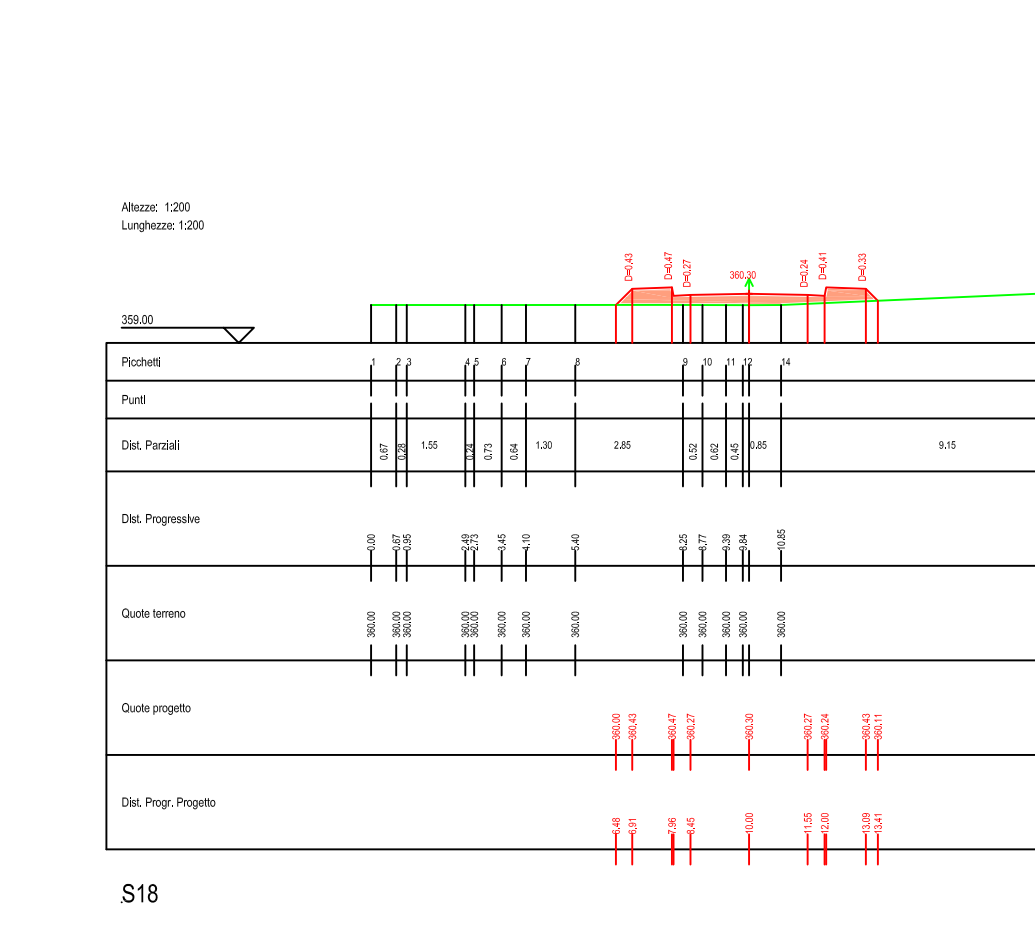 Altezze: 1:200
Lunghezze: 1:200
D=0.43 D=0.47 D=0.27 360.30 D=0.24 D=0.41 D=0.33
359.00
Picchetti 1 2 3 4 5 6 7 8 9 10 11 12 14
Punti
Dist. Parziali 0.67 0.28 1.55 0.24 0.73 0.64 1.30 2.85 0.52 0.62 0.45 0.85 9.15
Dist. Progressive 0.00 0.67 0.95 2.49 2.73 3.45 4.10 5.40 8.25 8.77 9.39 9.84 10.85
Quote terreno 360.00 360.00 360.00 360.00 360.00 360.00 360.00 360.00 360.00 360.00 360.00 360.00 360.00
Quote progetto 360.00 360.43 360.47 360.27 360.30 360.27 360.24 360.43 360.11
Dist. Progr. Progetto 6.48 6.91 7.96 8.45 10.00 11.55 12.00 13.09 13.41
S18